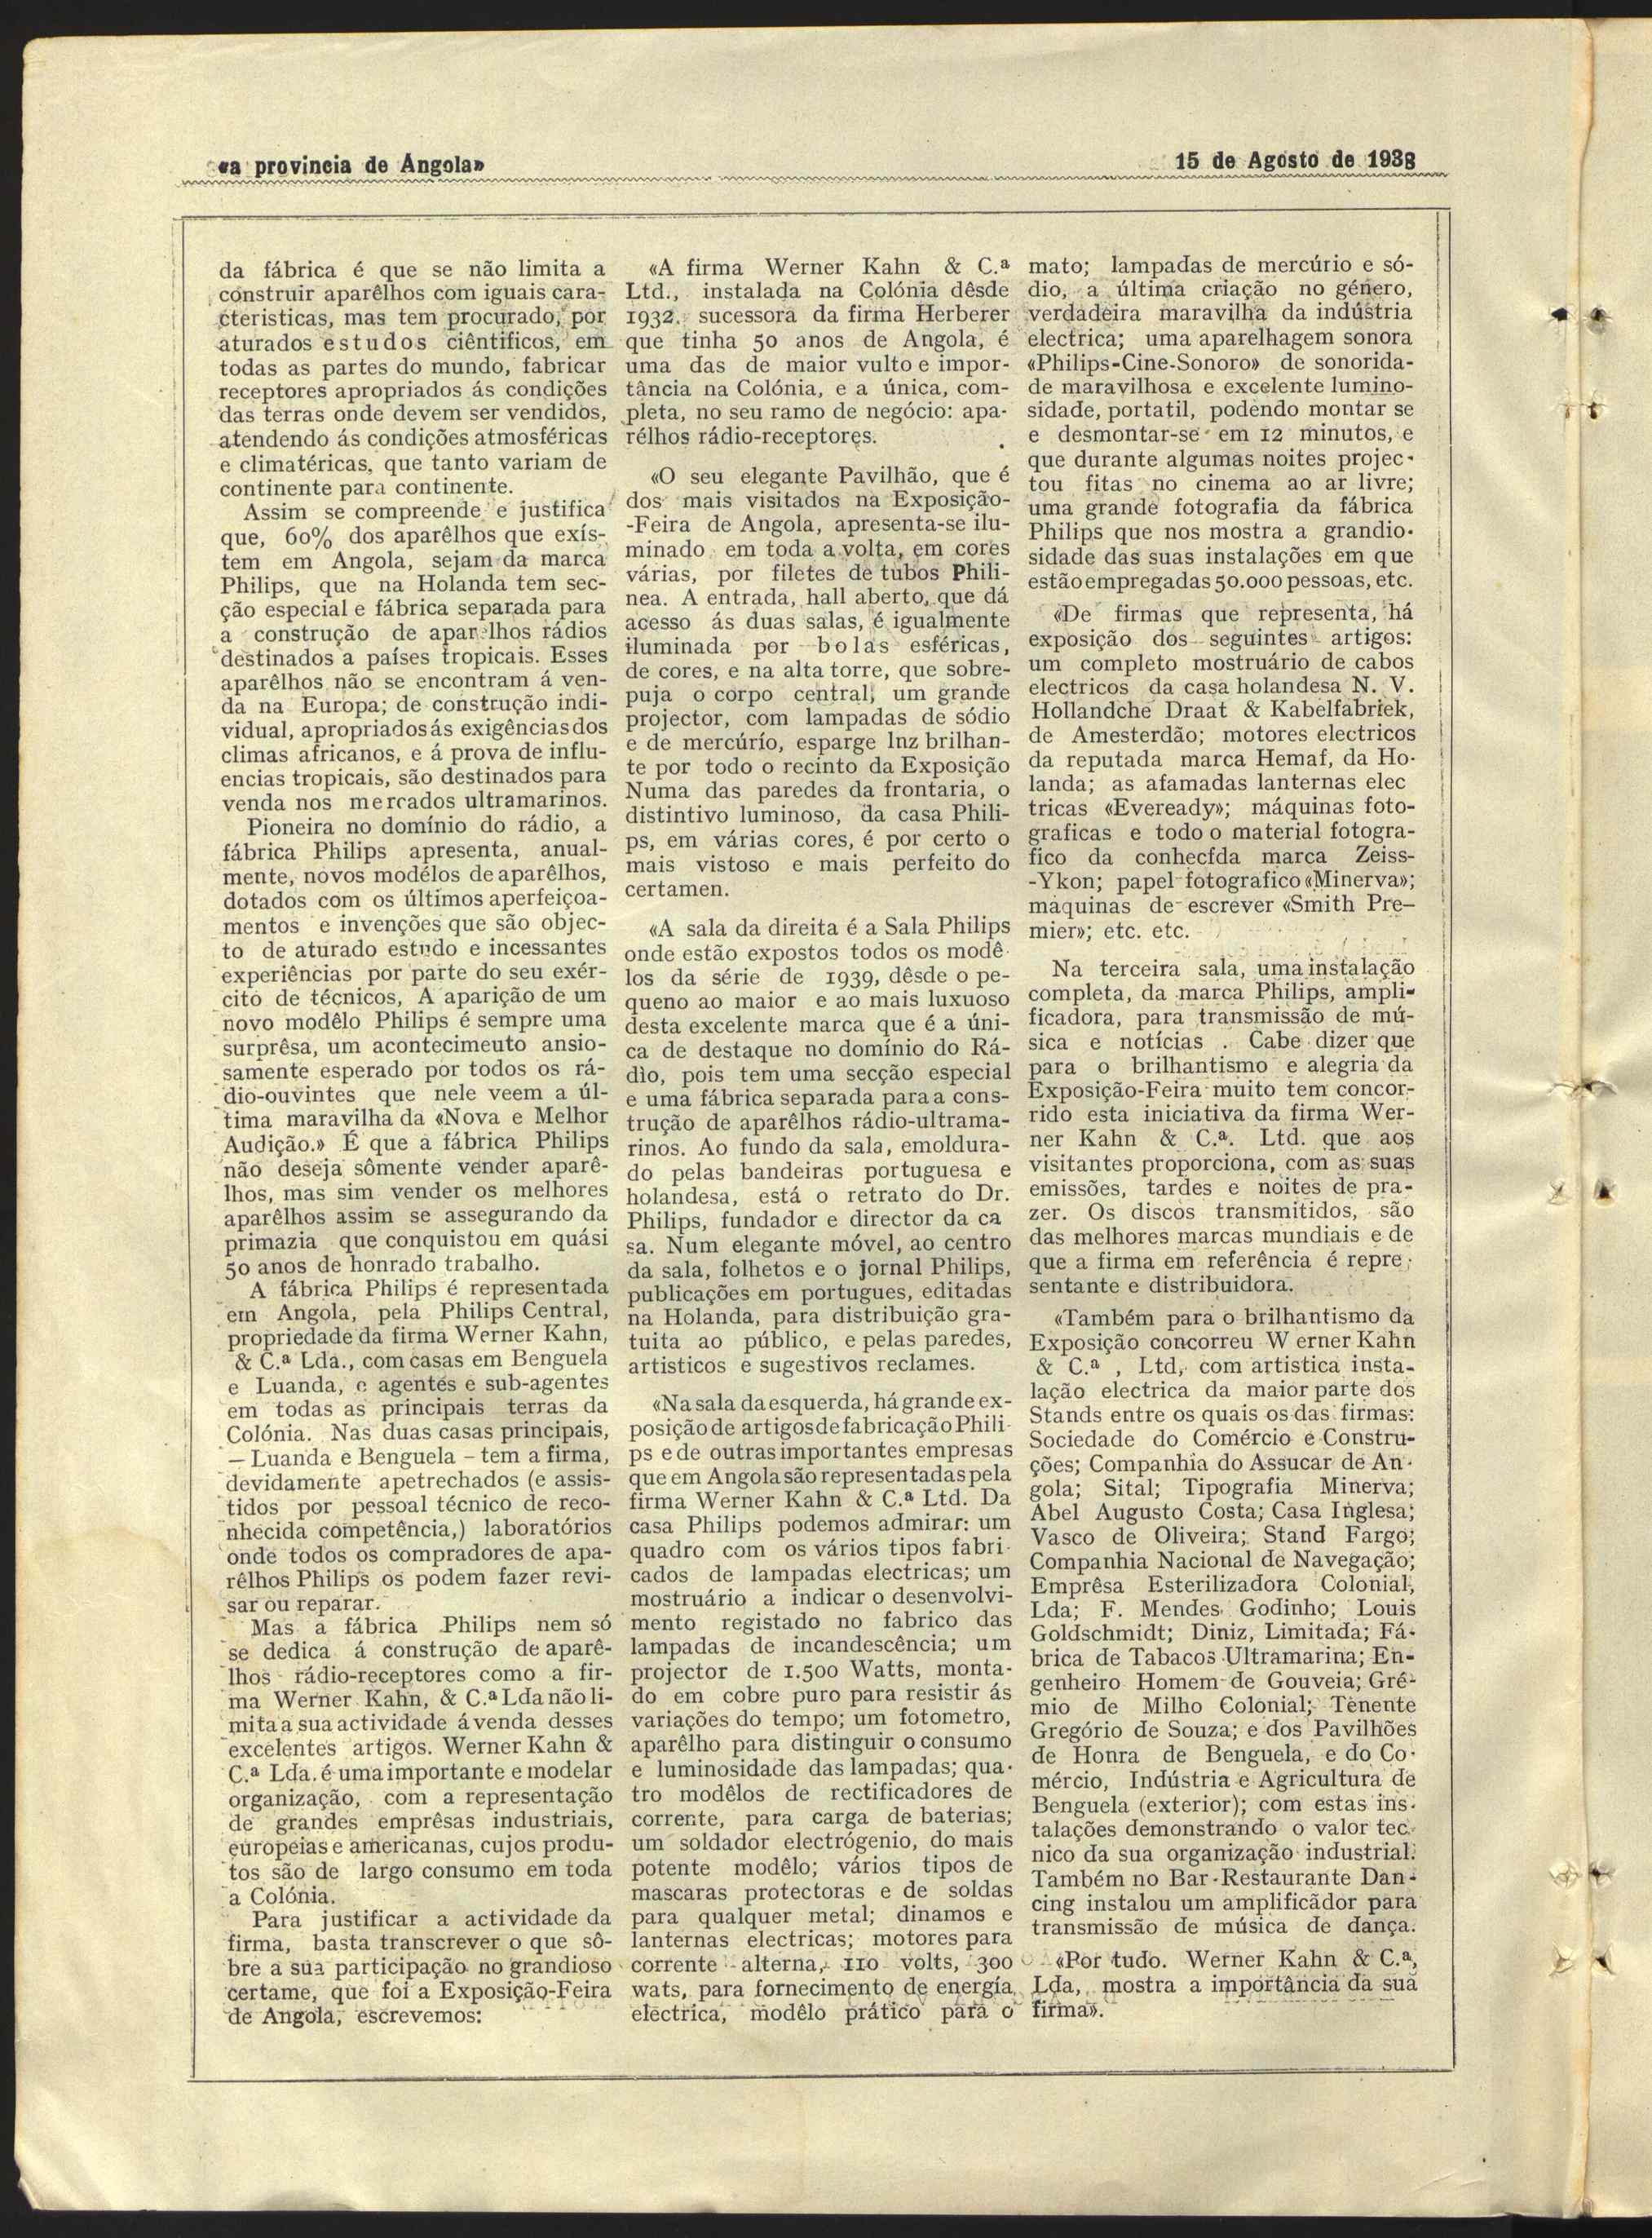 «a provincia de Angola»
15 de Agosto de 1938
da fábrica é que se não limita a
construir aparêlhos com iguais cara-
cteristicas, mas tem procurado, por
aturados estudos ciêntificos, em
todas as partes do mundo, fabricar
receptores apropriados ás condições
das terras onde devem ser vendidos,
atendendo ás condições atmosféricas
e climatéricas, que tanto variam de
continente para continente.
Assim se compreende e justifica
que, 60% dos aparêlhos que exís-
tem em Angola, sejam da marca
Philips, que na Holanda tem sec-
ção especial e fábrica separada para
a construção de aparelhos rádios
destinados a países tropicais. Esses
aparêlhos não se encontram á ven-
da na Europa; de construção indi-
vidual, apropriados ás exigências dos
climas africanos, e á prova de influ-
encias tropicais, são destinados para
venda nos mercados ultramarinos.
Pioneira no domínio do rádio, a
fábrica Philips apresenta, anual-
mente, novos modélos de aparêlhos,
dotados com os últimos aperfeiçoa-
mentos e invenções que são objec-
to de aturado estudo e incessantes
experiências por parte do seu exér-
cito de técnicos, A aparição de um
novo modêlo Philips é sempre uma
surprêsa, um acontecimeuto ansio-
samente esperado por todos os rá-
dio-ouvintes que nele veem a úl-
tima maravilha da «Nova e Melhor
Audição.» É que a fábrica Philips
não deseja sômente vender aparê-
lhos, mas sim vender os melhores
aparêlhos assim se assegurando da
primazia que conquistou em quási
50 anos de honrado trabalho.
A fábrica Philips é representada
em Angola, pela Philips Central,
propriedade da firma Werner Kahn,
& C.ª Lda., com casas em Benguela
e Luanda, e agentes e sub-agentes
em todas as principais terras da
Colónia. Nas duas casas principais,
— Luanda e Benguela – tem a firma,
devidamente apetrechados (e assis-
tidos por pessoal técnico de reco-
nhecida competência,) laboratórios
onde todos os compradores de apa-
rêlhos Philips os podem fazer revi-
sar ou reparar.
Mas a fábrica Philips nem só
se dedica á construção de aparê-
lhos rádio-receptores como a fir-
ma Werner Kahn, & C.ª Lda não li-
mita a sua actividade á venda desses
excelentes artigos. Werner Kahn &
C.ª Lda. é uma importante e modelar
organização, com a representação
de grandes emprêsas industriais,
europeias e americanas, cujos produ-
tos são de largo consumo em toda
a Colónia.
Para justificar a actividade da
firma, basta transcrever o que sô-
bre a sua participação no grandioso
certame, que foi a Exposição-Feira
de Angola, escrevemos:
«A firma Werner Kahn & C.ª
Ltd., instalada na Colónia dêsde
1932, sucessora da firma Herberer
que tinha 50 anos de Angola, é
uma das de maior vulto e impor-
tância na Colónia, e a única, com-
pleta, no seu ramo de negócio: apa-
rélhos rádio-receptores.
«O seu elegante Pavilhão, que é
dos mais visitados na Exposição-
-Feira de Angola, apresenta-se ilu-
minado em toda a volta, em cores
várias, por filetes de tubos Phili-
nea. A entrada, hall aberto, que dá
acesso ás duas salas, é igualmente
iluminada por bolas esféricas,
de cores, e na alta torre, que sobre-
puja o corpo central, um grande
projector, com lampadas de sódio
e de mercúrío, esparge lnz brilhan-
te por todo o recinto da Exposição
Numa das paredes da frontaria, o
distintivo luminoso, da casa Phili-
ps, em várias cores, é por certo o
mais vistoso e mais perfeito do
certamen.
«A sala da direita é a Sala Philips
onde estão expostos todos os modê-
los da série de 1939, dêsde o pe-
queno ao maior e ao mais luxuoso
desta excelente marca que é a úni-
ca de destaque no domínio do Rá-
dio, pois tem uma secção especial
e uma fábrica separada para a cons-
trução de aparêlhos rádio-ultrama-
rinos. Ao fundo da sala, emoldura-
do pelas bandeiras portuguesa e
holandesa, está o retrato do Dr.
Philips, fundador e director da ca
sa. Num elegante móvel, ao centro
da sala, folhetos e o jornal Philips,
publicações em portugues, editadas
na Holanda, para distribuição gra-
tuita ao público, e pelas paredes,
artisticos e sugestivos reclames.
«Na sala da esquerda, há grande ex-
posição de artigos de fabricação Phili-
ps e de outras importantes empresas
que em Angola são representadas pela
firma Werner Kahn & C.ª Ltd. Da
casa Philips podemos admirar: um
quadro com os vários tipos fabri-
cados de lampadas electricas; um
mostruário a indicar o desenvolvi-
mento registado no fabrico das
lampadas de incandescência; um
projector de 1.500 Watts, monta-
do em cobre puro para resistir ás
variações do tempo; um fotometro,
aparêlho para distinguir o consumo
e luminosidade das lampadas; qua-
tro modêlos de rectificadores de
corrente, para carga de baterias;
um soldador electrógenio, do mais
potente modêlo; vários tipos de
mascaras protectoras e de soldas
para qualquer metal; dinamos e
lanternas electricas; motores para
corrente alterna, 110 volts, 300
wats, para fornecimento de energía
electrica, modêlo prático para o
mato; lampadas de mercúrio e só-
dio, a última criação no género,
verdadeira maravilha da indústria
electrica; uma aparelhagem sonora
«Philips-Cine-Sonoro» de sonorida-
de maravilhosa e excelente lumino-
sidade, portatil, podendo montar se
e desmontar-se em 12 minutos, e
que durante algumas noites projec-
tou fitas no cinema ao ar livre;
uma grande fotografia da fábrica
Philips que nos mostra a grandio-
sidade das suas instalações em que
estão empregadas 50.000 pessoas, etc.
«De firmas que representa, há
exposição dos seguintes artigos:
um completo mostruário de cabos
electricos da casa holandesa N. V.
Hollandche Draat & Kabelfabriek,
de Amesterdão; motores electricos
da reputada marca Hemaf, da Ho-
landa; as afamadas lanternas elec
tricas «Eveready»; máquinas foto-
graficas e todo o material fotogra-
fico da conhecfda marca Zeiss-
-Ykon; papel fotografico «Minerva»;
maquinas de escrever «Smith Pre-
mier»; etc. etc.
Na terceira sala, uma instalação
completa, da marca Philips, ampli-
ficadora, para transmissão de mú-
sica e notícias . Cabe dizer que
para o brilhantismo e alegria da
Exposição-Feira muito tem concor-
rido esta iniciativa da firma Wer-
ner Kahn & C.ª. Ltd. que aos
visitantes proporciona, com as suas
emissões, tardes e noites de pra-
zer. Os discos transmitidos, são
das melhores marcas mundiais e de
que a firma em referência é repre-
sentante e distribuidora.
«Também para o brilhantismo da
Exposição concorreu W erner Kahn
& C.ª , Ltd, com artistica insta-
lação electrica da maior parte dos
Stands entre os quais os das firmas:
Sociedade do Comércio e Constru-
ções; Companhia do Assucar de An-
gola; Sital; Tipografia Minerva;
Abel Augusto Costa; Casa Inglesa;
Vasco de Oliveira; Stand Fargo;
Companhia Nacional de Navegação;
Emprêsa Esterilizadora Colonial,
Lda; F. Mendes Godinho; Louis
Goldschmidt; Diniz, Limitada; Fá-
brica de Tabacos Ultramarina; En-
genheiro Homem de Gouveia; Gré-
mio de Milho Colonial; Tenente
Gregório de Souza; e dos Pavilhões
de Honra de Benguela, e do Co-
mércio, Indústria e Agricultura de
Benguela (exterior); com estas ins-
talações demonstrando o valor tec-
nico da sua organização industrial.
Também no Bar-Restaurante Dan-
cing instalou um amplificãdor para
transmissão de música de dança.
«Por tudo. Werner Kahn & C.ª,
Lda, mostra a importância da sua
firma».